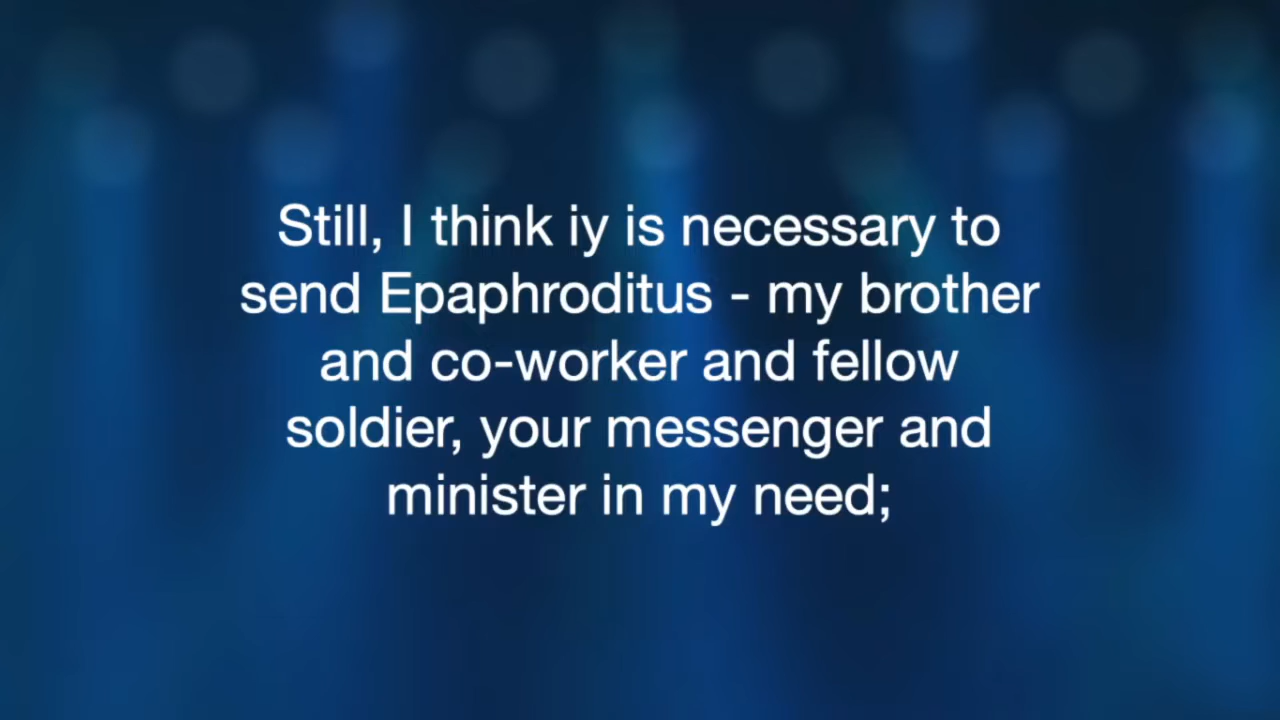 Still, I think iy is necessary to
send Epaphroditus - my brother
and co-worker and fellow
soldier, your messenger and
minister in my need;